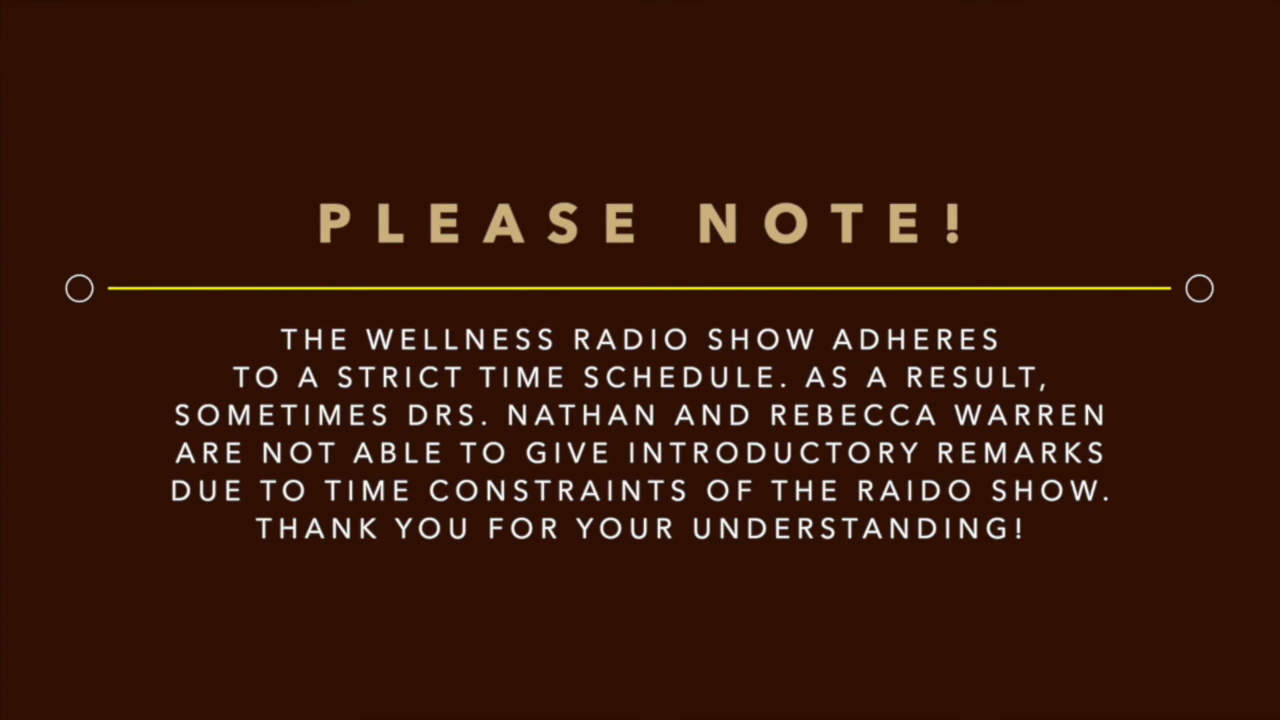 PLEASE NOTE!
THE WELLNESS RADIO SHOW ADHERES
TO A STRICT TIME SCHEDULE. AS A RESULT,
SOMETIMES DRS. NATHAN AND REBECCA WARREN
ARE NOT ABLE TO GIVE INTRODUCTORY REMARKS
DUE TO TIME CONSTRAINTS OF THE RAIDO SHOW.
THANK YOU FOR YOUR UNDERSTANDING!